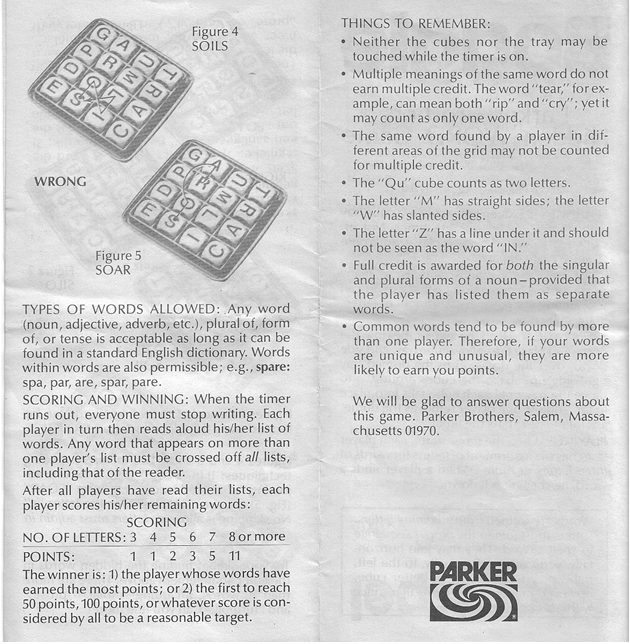 Figure 4
SOILS
WRONG
Figure 5
SOAR
TYPES OF WORDS ALLOWED: Any word
(noun, adjective, adverb, etc.), plural of, form
of, or tense is acceptable as long as it can be
found in a standard English dictionary. Words
within words are also permissible; e.g., spare:
spa, par, are, spar, pare.
SCORING AND WINNING: When the timer
runs out, everyone must stop writing. Each
player in turn then reads aloud his/her list of
words. Any word that appears on more than
one player's list must be crossed off all lists,
including that of the reader.
After all players have read their lists, each
player scores his/her remaining words:
SCORING
NO. OF LETTERS: 3 4 5 6 7 8 or more
POINTS: 1 1 2 3 5 11
The winner is: 1) the player whose words have
earned the most points; or 2) the first to reach
50 points, 100 points, or whatever score is con-
sidered by all to be a reasonable target.
THINGS TO REMEMBER:
• Neither the cubes nor the tray may be
touched while the timer is on.
• Multiple meanings of the same word do not
earn multiple credit. The word "tear," for ex-
ample, can mean both "rip" and "cry"; yet it
may count as only one word.
• The same word found by a player in dif-
ferent areas of the grid may not be counted
for multiple credit.
• The "Qu" cube counts as two letters.
• The letter "M" has straight sides; the letter
"W" has slanted sides.
• The letter "Z" has a line under it and should
not be seen as the word "IN."
• Full credit is awarded for both the singular
and plural forms of a noun—provided that
the player has listed them as separate
words.
• Common words tend to be found by more
than one player. Therefore, if your words
are unique and unusual, they are more
likely to earn you points.
We will be glad to answer questions about
this game. Parker Brothers, Salem, Massa-
chusetts 01970.
PARKER